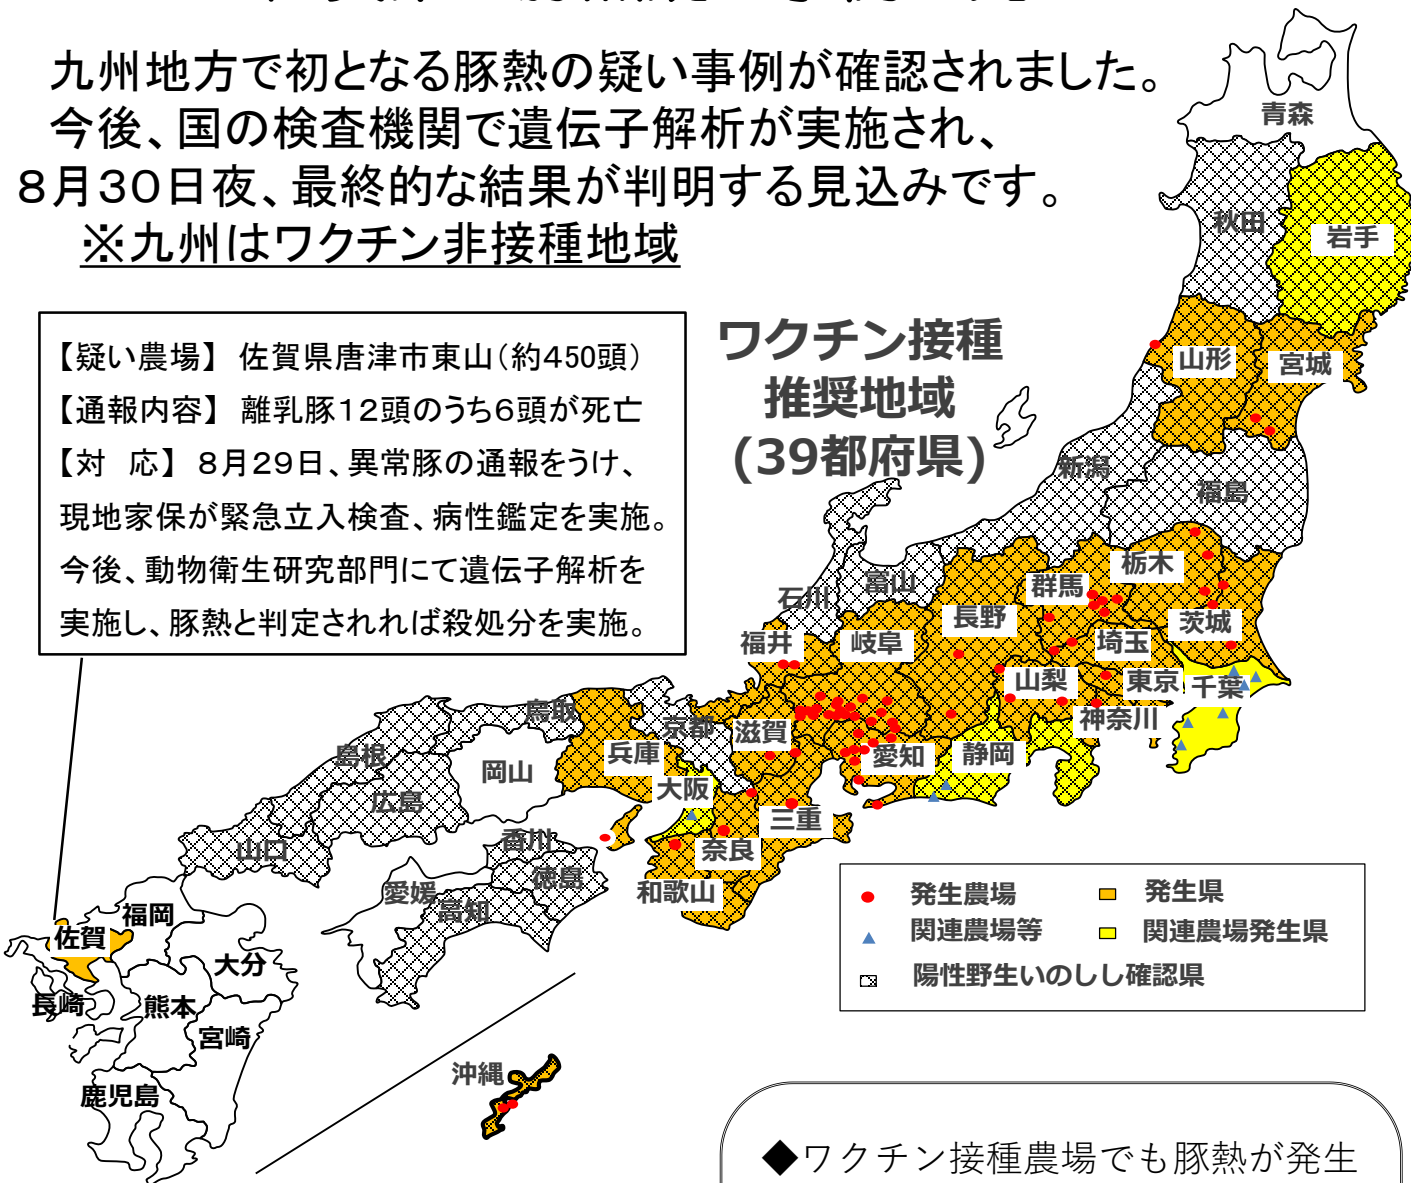 九州地方で初となる豚熱の疑い事例が確認されました。
今後、国の検査機関で遺伝子解析が実施され、
８月３０日夜、最終的な結果が判明する見込みです。
※九州はワクチン非接種地域
【疑い農場】 佐賀県唐津市東山（約450頭）
【通報内容】 離乳豚１２頭のうち６頭が死亡
【対　応】 ８月２９日、異常豚の通報をうけ、
現地家保が緊急立入検査、病性鑑定を実施。
今後、動物衛生研究部門にて遺伝子解析を
実施し、豚熱と判定されれば殺処分を実施。
ワクチン接種
推奨地域
(39都府県)
青森
秋田
岩手
山形
宮城
新潟
福島
栃木
群馬
茨城
石川
富山
長野
福井
岐阜
埼玉
山梨
東京
千葉
神奈川
鳥取
京都
滋賀
島根
兵庫
愛知
静岡
岡山
大阪
広島
三重
山口
香川
奈良
徳島
愛媛
高知
和歌山
福岡
佐賀
大分
長崎
熊本
宮崎
鹿児島
沖縄
発生農場
発生県
関連農場等
関連農場発生県
陽性野生いのしし確認県
◆ワクチン接種農場でも豚熱が発生